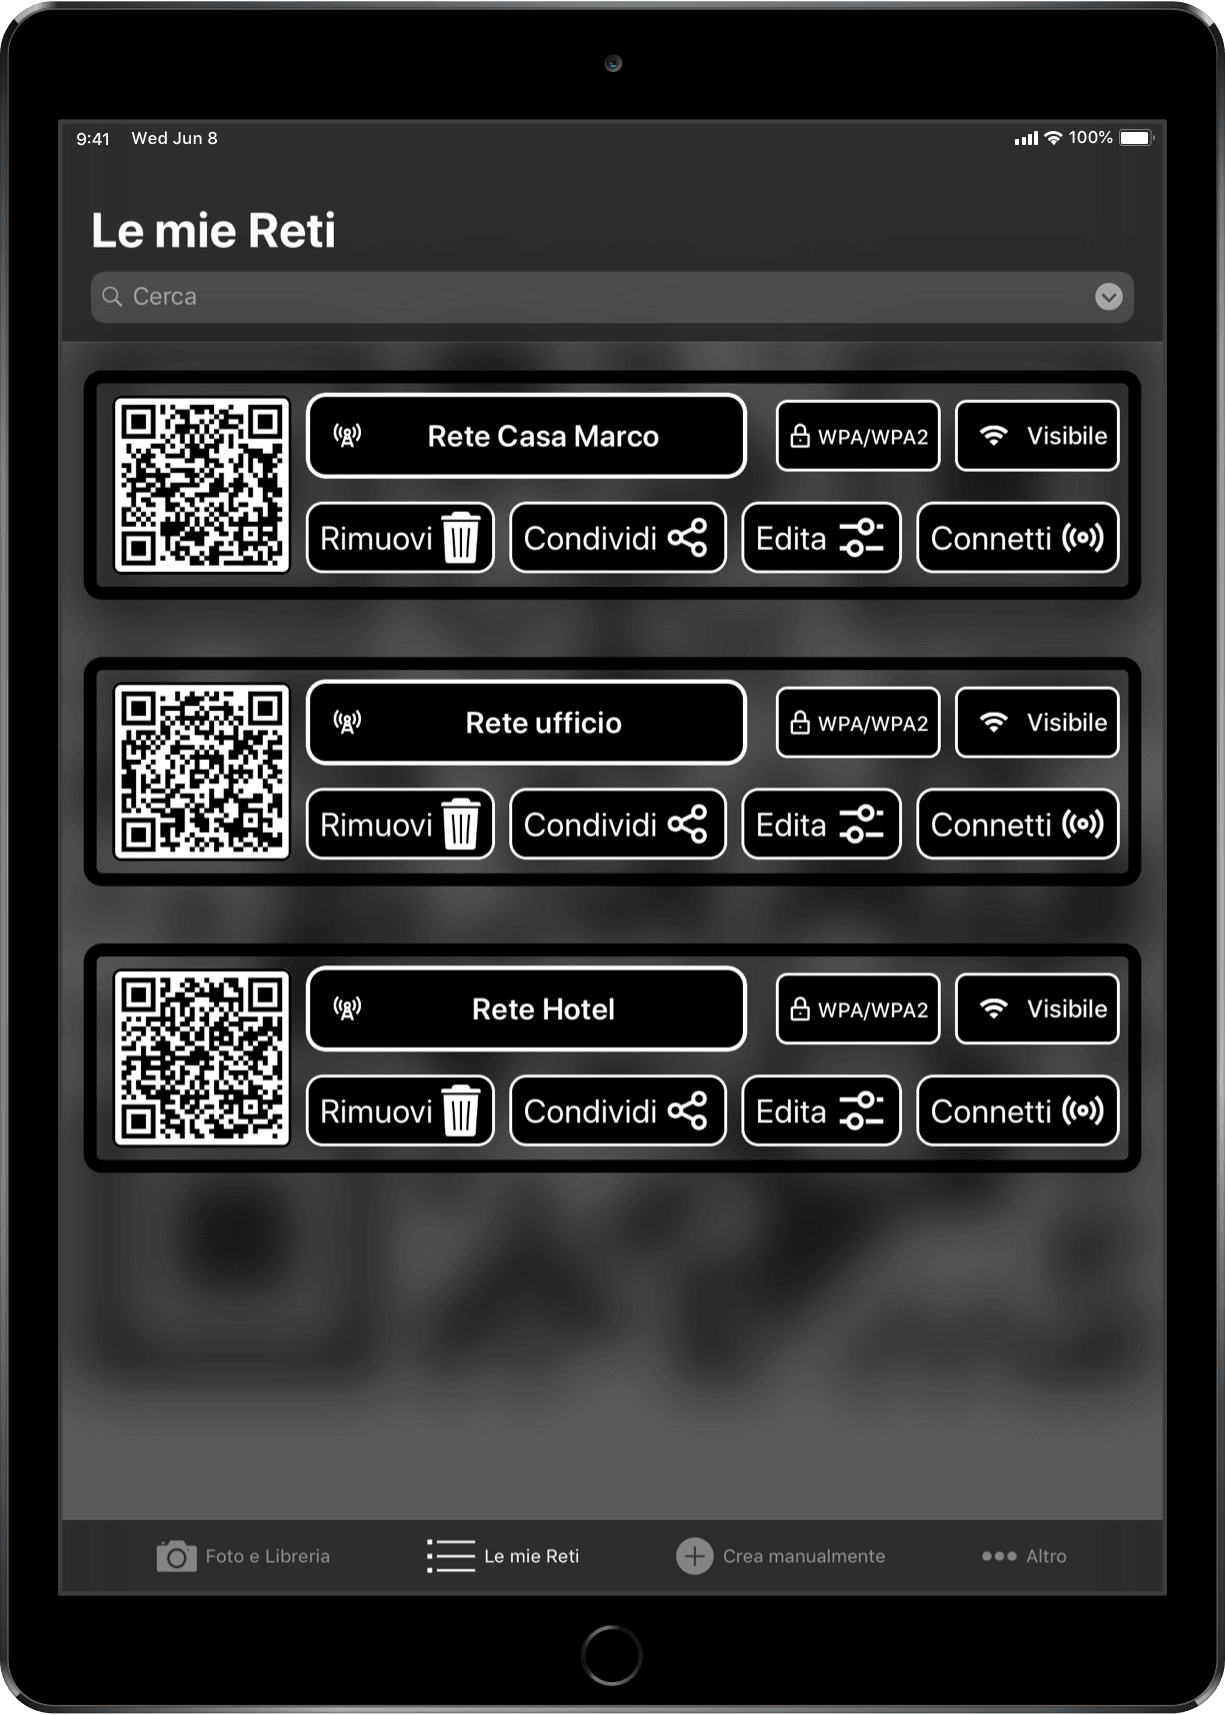 9:41 Wed Jun 8 100%
Le mie Reti
Cerca
Rete Casa Marco WPA/WPA2 Visibile
Rimuovi Condividi Edita Connetti
Rete ufficio WPA/WPA2 Visibile
Rimuovi Condividi Edita Connetti
Rete Hotel WPA/WPA2 Visibile
Rimuovi Condividi Edita Connetti
Foto e Libreria Le mie Reti Crea manualmente Altro